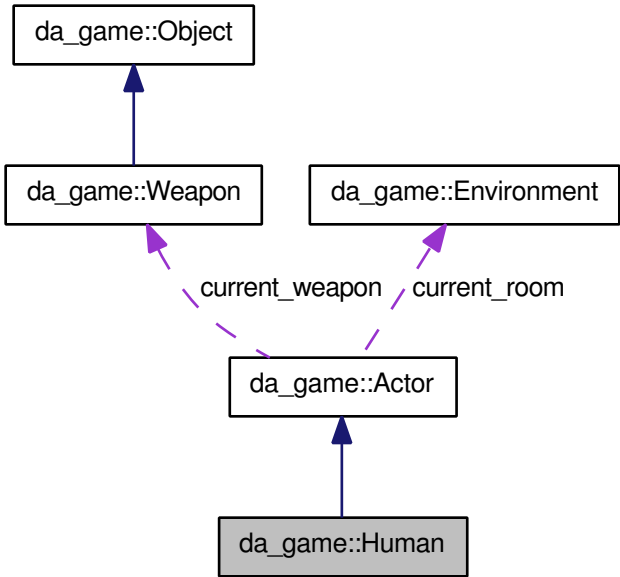 da_game::Object
da_game::Weapon
da_game::Environment
current_weapon
current_room
da_game::Actor
da_game::Human